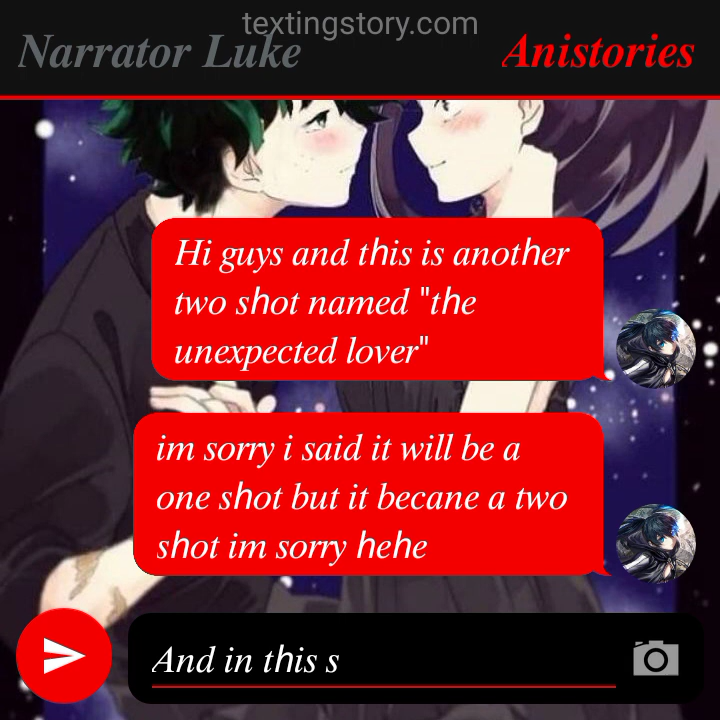 textingstory.com
Narrator Luke
Anistories
Hi guys and this is another
two shot named "the
unexpected lover"
im sorry i said it will be a
one shot but it becane a two
shot im sorry hehe
And in this s